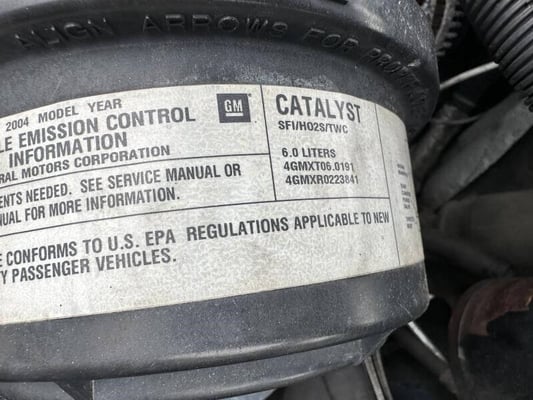 ALIGN ARROWS FOR
2004 MODEL YEAR
LE EMISSION CONTROL
INFORMATION
RAL MOTORS CORPORATION
GM
CATALYST
SFI/HO2S/TWC
6.0 LITERS
4GMXT06.0191
4GMXR0223841
ENTS NEEDED. SEE SERVICE MANUAL OR
NUAL FOR MORE INFORMATION.
E CONFORMS TO U.S. EPA REGULATIONS APPLICABLE TO NEW
Y PASSENGER VEHICLES.